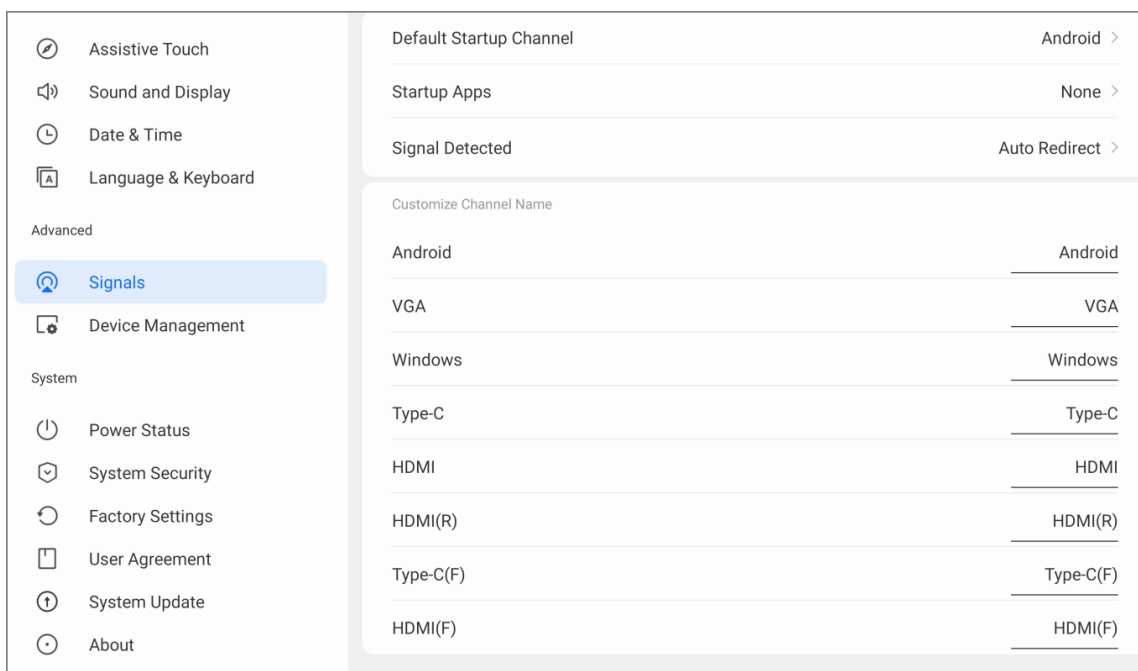 Assistive Touch
Sound and Display
Date & Time
Language & Keyboard
Advanced
Signals
Device Management
System
Power Status
System Security
Factory Settings
User Agreement
System Update
About
Default Startup Channel Android
Startup Apps None
Signal Detected Auto Redirect
Customize Channel Name
Android Android
VGA VGA
Windows Windows
Type-C Type-C
HDMI HDMI
HDMI(R) HDMI(R)
Type-C(F) Type-C(F)
HDMI(F) HDMI(F)